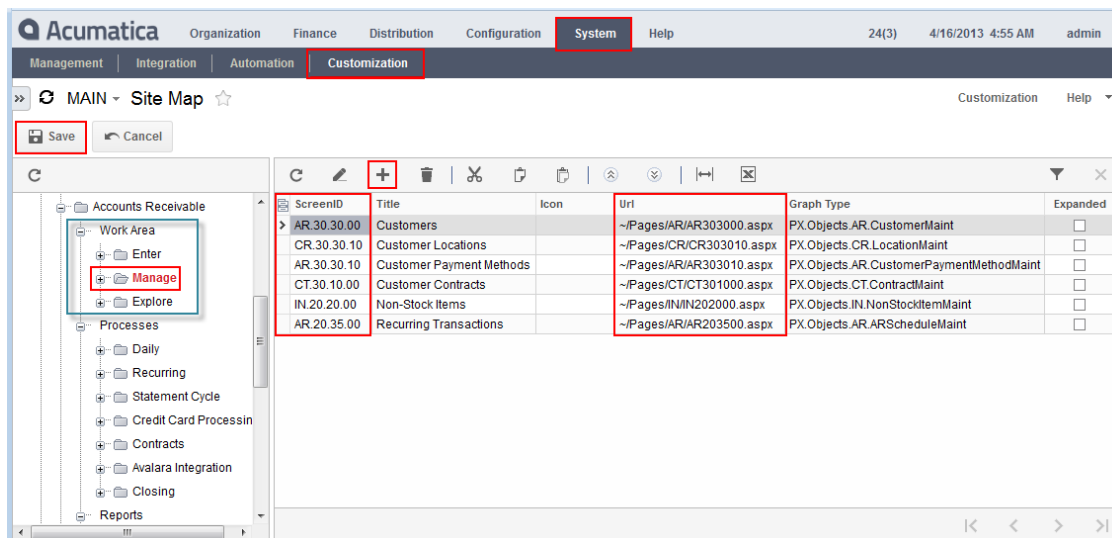 Acumatica Organization Finance Distribution Configuration System Help 24(3) 4/16/2013 4:55 AM admin
Management Integration Automation Customization
MAIN Site Map Customization Help
Save Cancel
Accounts Receivable
Work Area
Enter
Manage
Explore
Processes
Daily
Recurring
Statement Cycle
Credit Card Processin
Contracts
Avalara Integration
Closing
Reports
ScreenID Title Icon Url Graph Type Expanded
AR.30.30.00 Customers ~/Pages/AR/AR303000.aspx PX.Objects.AR.CustomerMaint
CR.30.30.10 Customer Locations ~/Pages/CR/CR303010.aspx PX.Objects.CR.LocationMaint
AR.30.30.10 Customer Payment Methods ~/Pages/AR/AR303010.aspx PX.Objects.AR.CustomerPaymentMethodMaint
CT.30.10.00 Customer Contracts ~/Pages/CT/CT301000.aspx PX.Objects.CT.ContractMaint
IN.20.20.00 Non-Stock Items ~/Pages/IN/IN202000.aspx PX.Objects.IN.NonStockItemMaint
AR.20.35.00 Recurring Transactions ~/Pages/AR/AR203500.aspx PX.Objects.AR.ARScheduleMaint